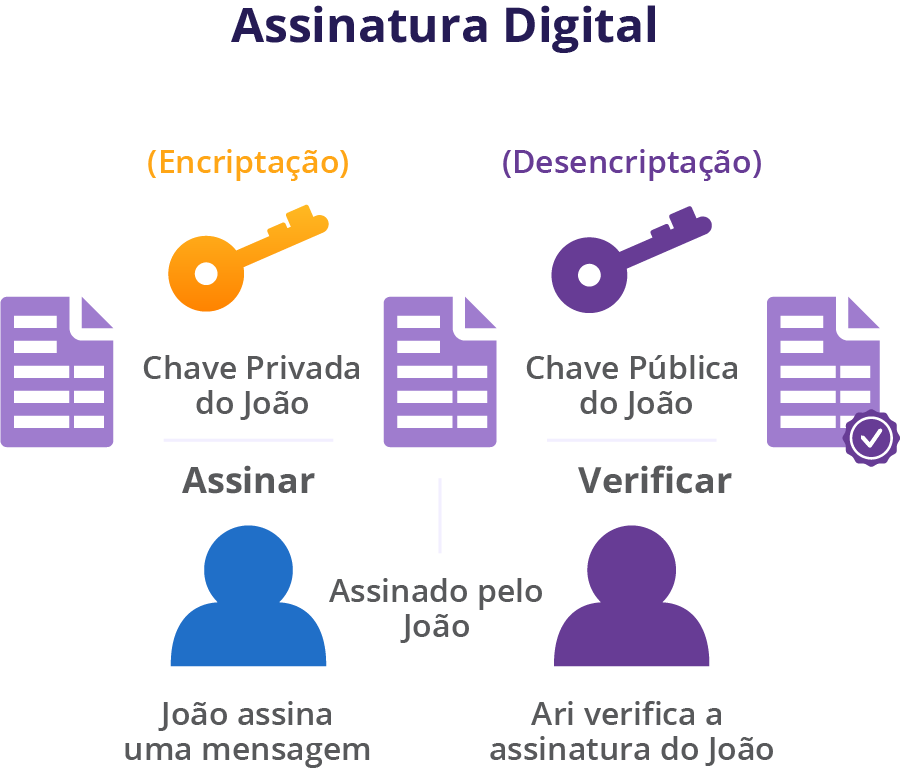 Assinatura Digital
(Encriptação)
(Desencriptação)
Chave Privada
do João
Chave Pública
do João
Assinar
Verificar
Assinado pelo
João
João assina
uma mensagem
Ari verifica a
assinatura do João